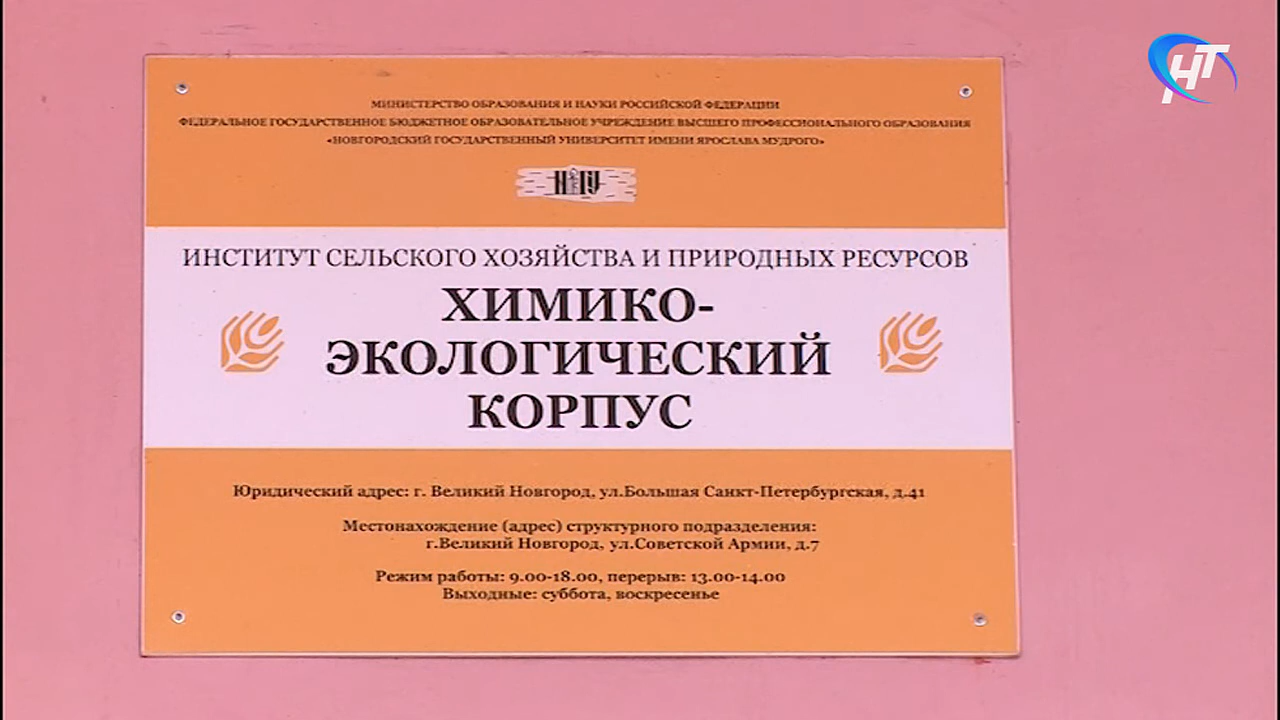 НТ
МИНИСТЕРСТВО ОБРАЗОВАНИЯ И НАУКИ РОССИЙСКОЙ ФЕДЕРАЦИИ
ФЕДЕРАЛЬНОЕ ГОСУДАРСТВЕННОЕ БЮДЖЕТНОЕ ОБРАЗОВАТЕЛЬНОЕ УЧРЕЖДЕНИЕ ВЫСШЕГО ПРОФЕССИОНАЛЬНОГО ОБРАЗОВАНИЯ
«НОВГОРОДСКИЙ ГОСУДАРСТВЕННЫЙ УНИВЕРСИТЕТ ИМЕНИ ЯРОСЛАВА МУДРОГО»
НовГУ
ИНСТИТУТ СЕЛЬСКОГО ХОЗЯЙСТВА И ПРИРОДНЫХ РЕСУРСОВ
ХИМИКО-
ЭКОЛОГИЧЕСКИЙ
КОРПУС
Юридический адрес: г. Великий Новгород, ул.Большая Санкт-Петербургская, д.41
Местонахождение (адрес) структурного подразделения:
г.Великий Новгород, ул.Советской Армии, д.7
Режим работы: 9.00-18.00, перерыв: 13.00-14.00
Выходные: суббота, воскресенье